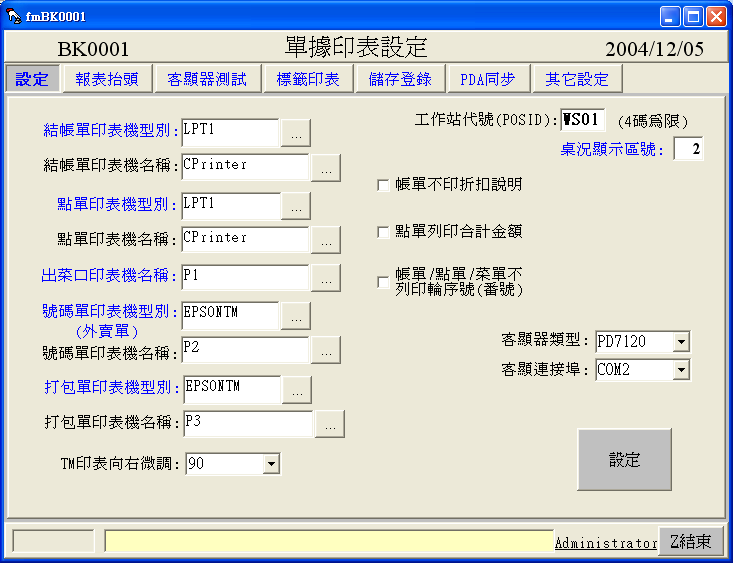 fmBK0001
BK0001 單據印表設定 2004/12/05
設定 報表抬頭 客顯器測試 標籤印表 儲存登錄 PDA同步 其它設定
結帳單印表機型別: LPT1 ...
結帳單印表機名稱: CPrinter ...
點單印表機型別: LPT1 ...
點單印表機名稱: CPrinter ...
出菜口印表機名稱: P1 ...
號碼單印表機型別: EPSONTM ...
(外賣單)
號碼單印表機名稱: P2 ...
打包單印表機型別: EPSONTM ...
打包單印表機名稱: P3 ...
TM印表向右微調: 90
工作站代號(POSID): WS01 (4碼為限)
桌況顯示區號: 2
帳單不印折扣說明
點單列印合計金額
帳單/點單/菜單不
列印輪序號(番號)
客顯器類型: PD7120
客顯連接埠: COM2
設定
Administrator Z結束